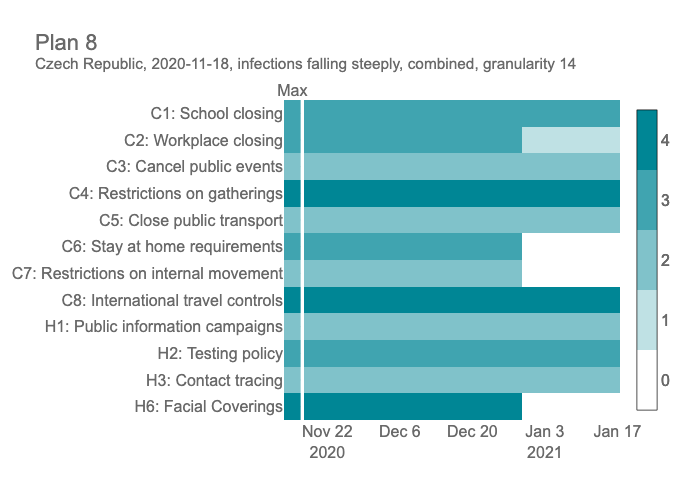 Plan 8
Czech Republic, 2020-11-18, infections falling steeply, combined, granularity 14
Max
C1: School closing
C2: Workplace closing
C3: Cancel public events
C4: Restrictions on gatherings
C5: Close public transport
C6: Stay at home requirements
C7: Restrictions on internal movement
C8: International travel controls
H1: Public information campaigns
H2: Testing policy
H3: Contact tracing
H6: Facial Coverings
Nov 22 Dec 6 Dec 20 Jan 3 Jan 17
2020 2021
4
3
2
1
0